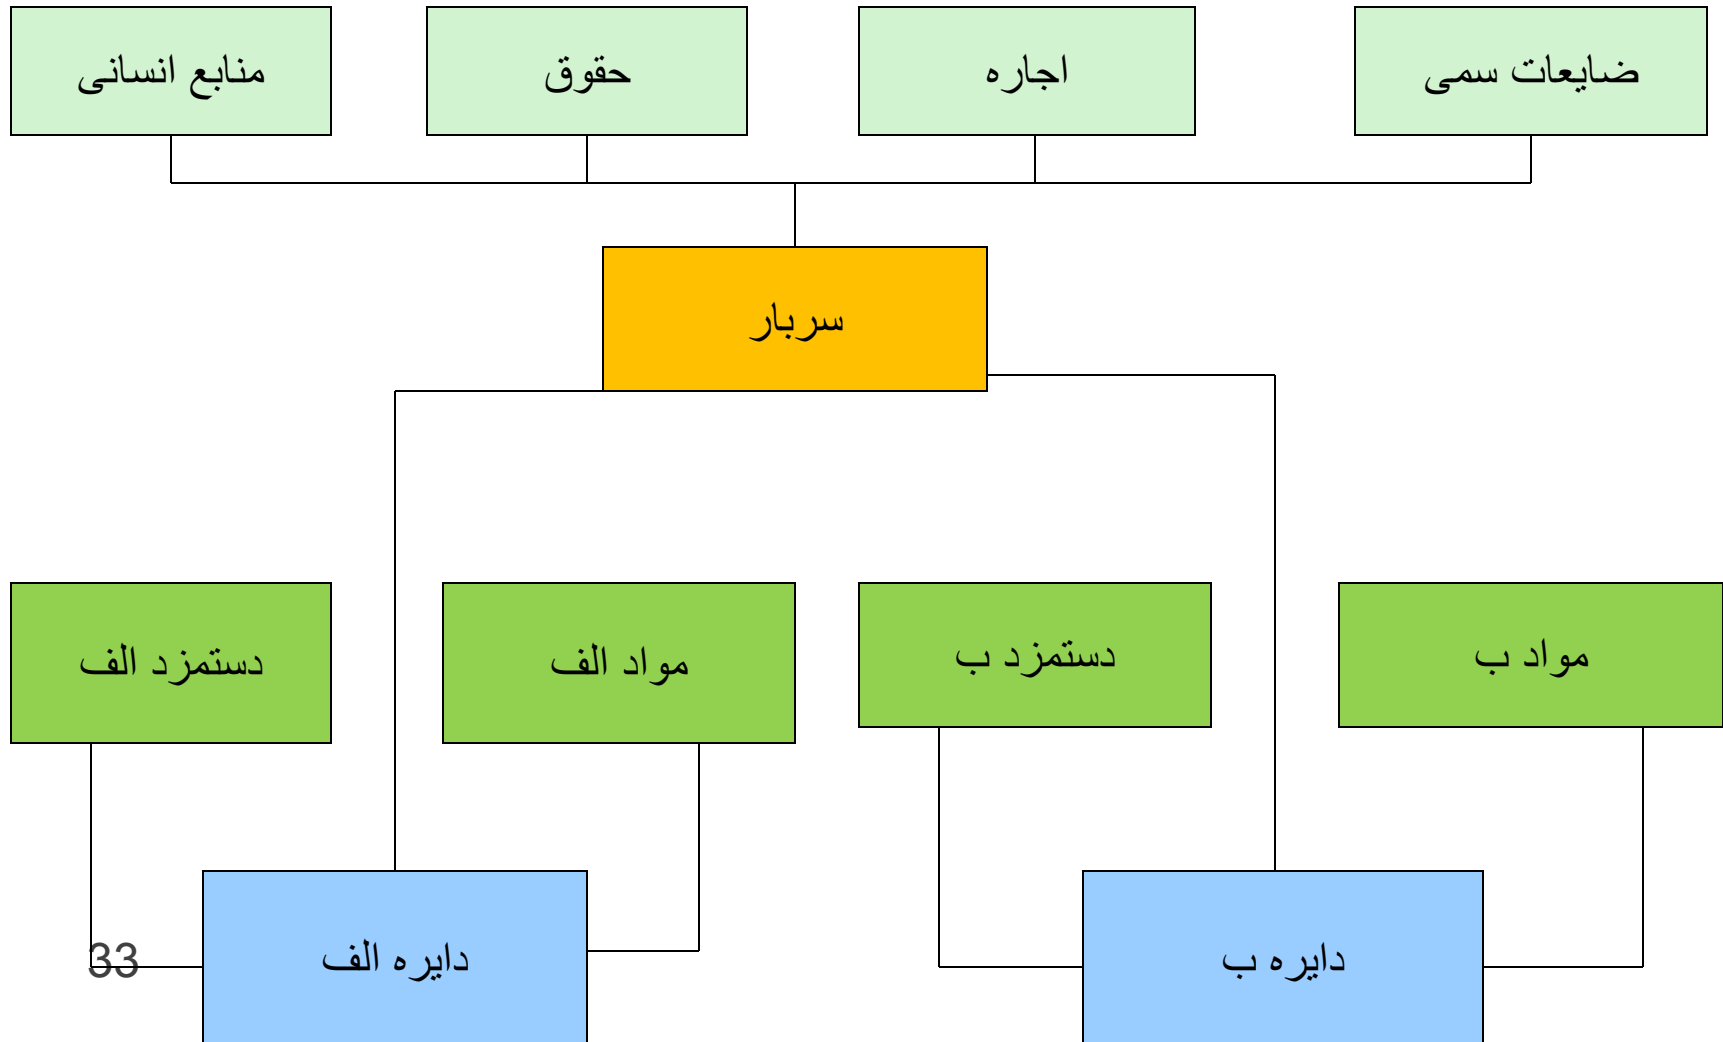 ضایعات سمی
اجاره
حقوق
منابع انسانی
سربار
مواد ب
دستمزد ب
مواد الف
دستمزد الف
دایره ب
دایره الف
33